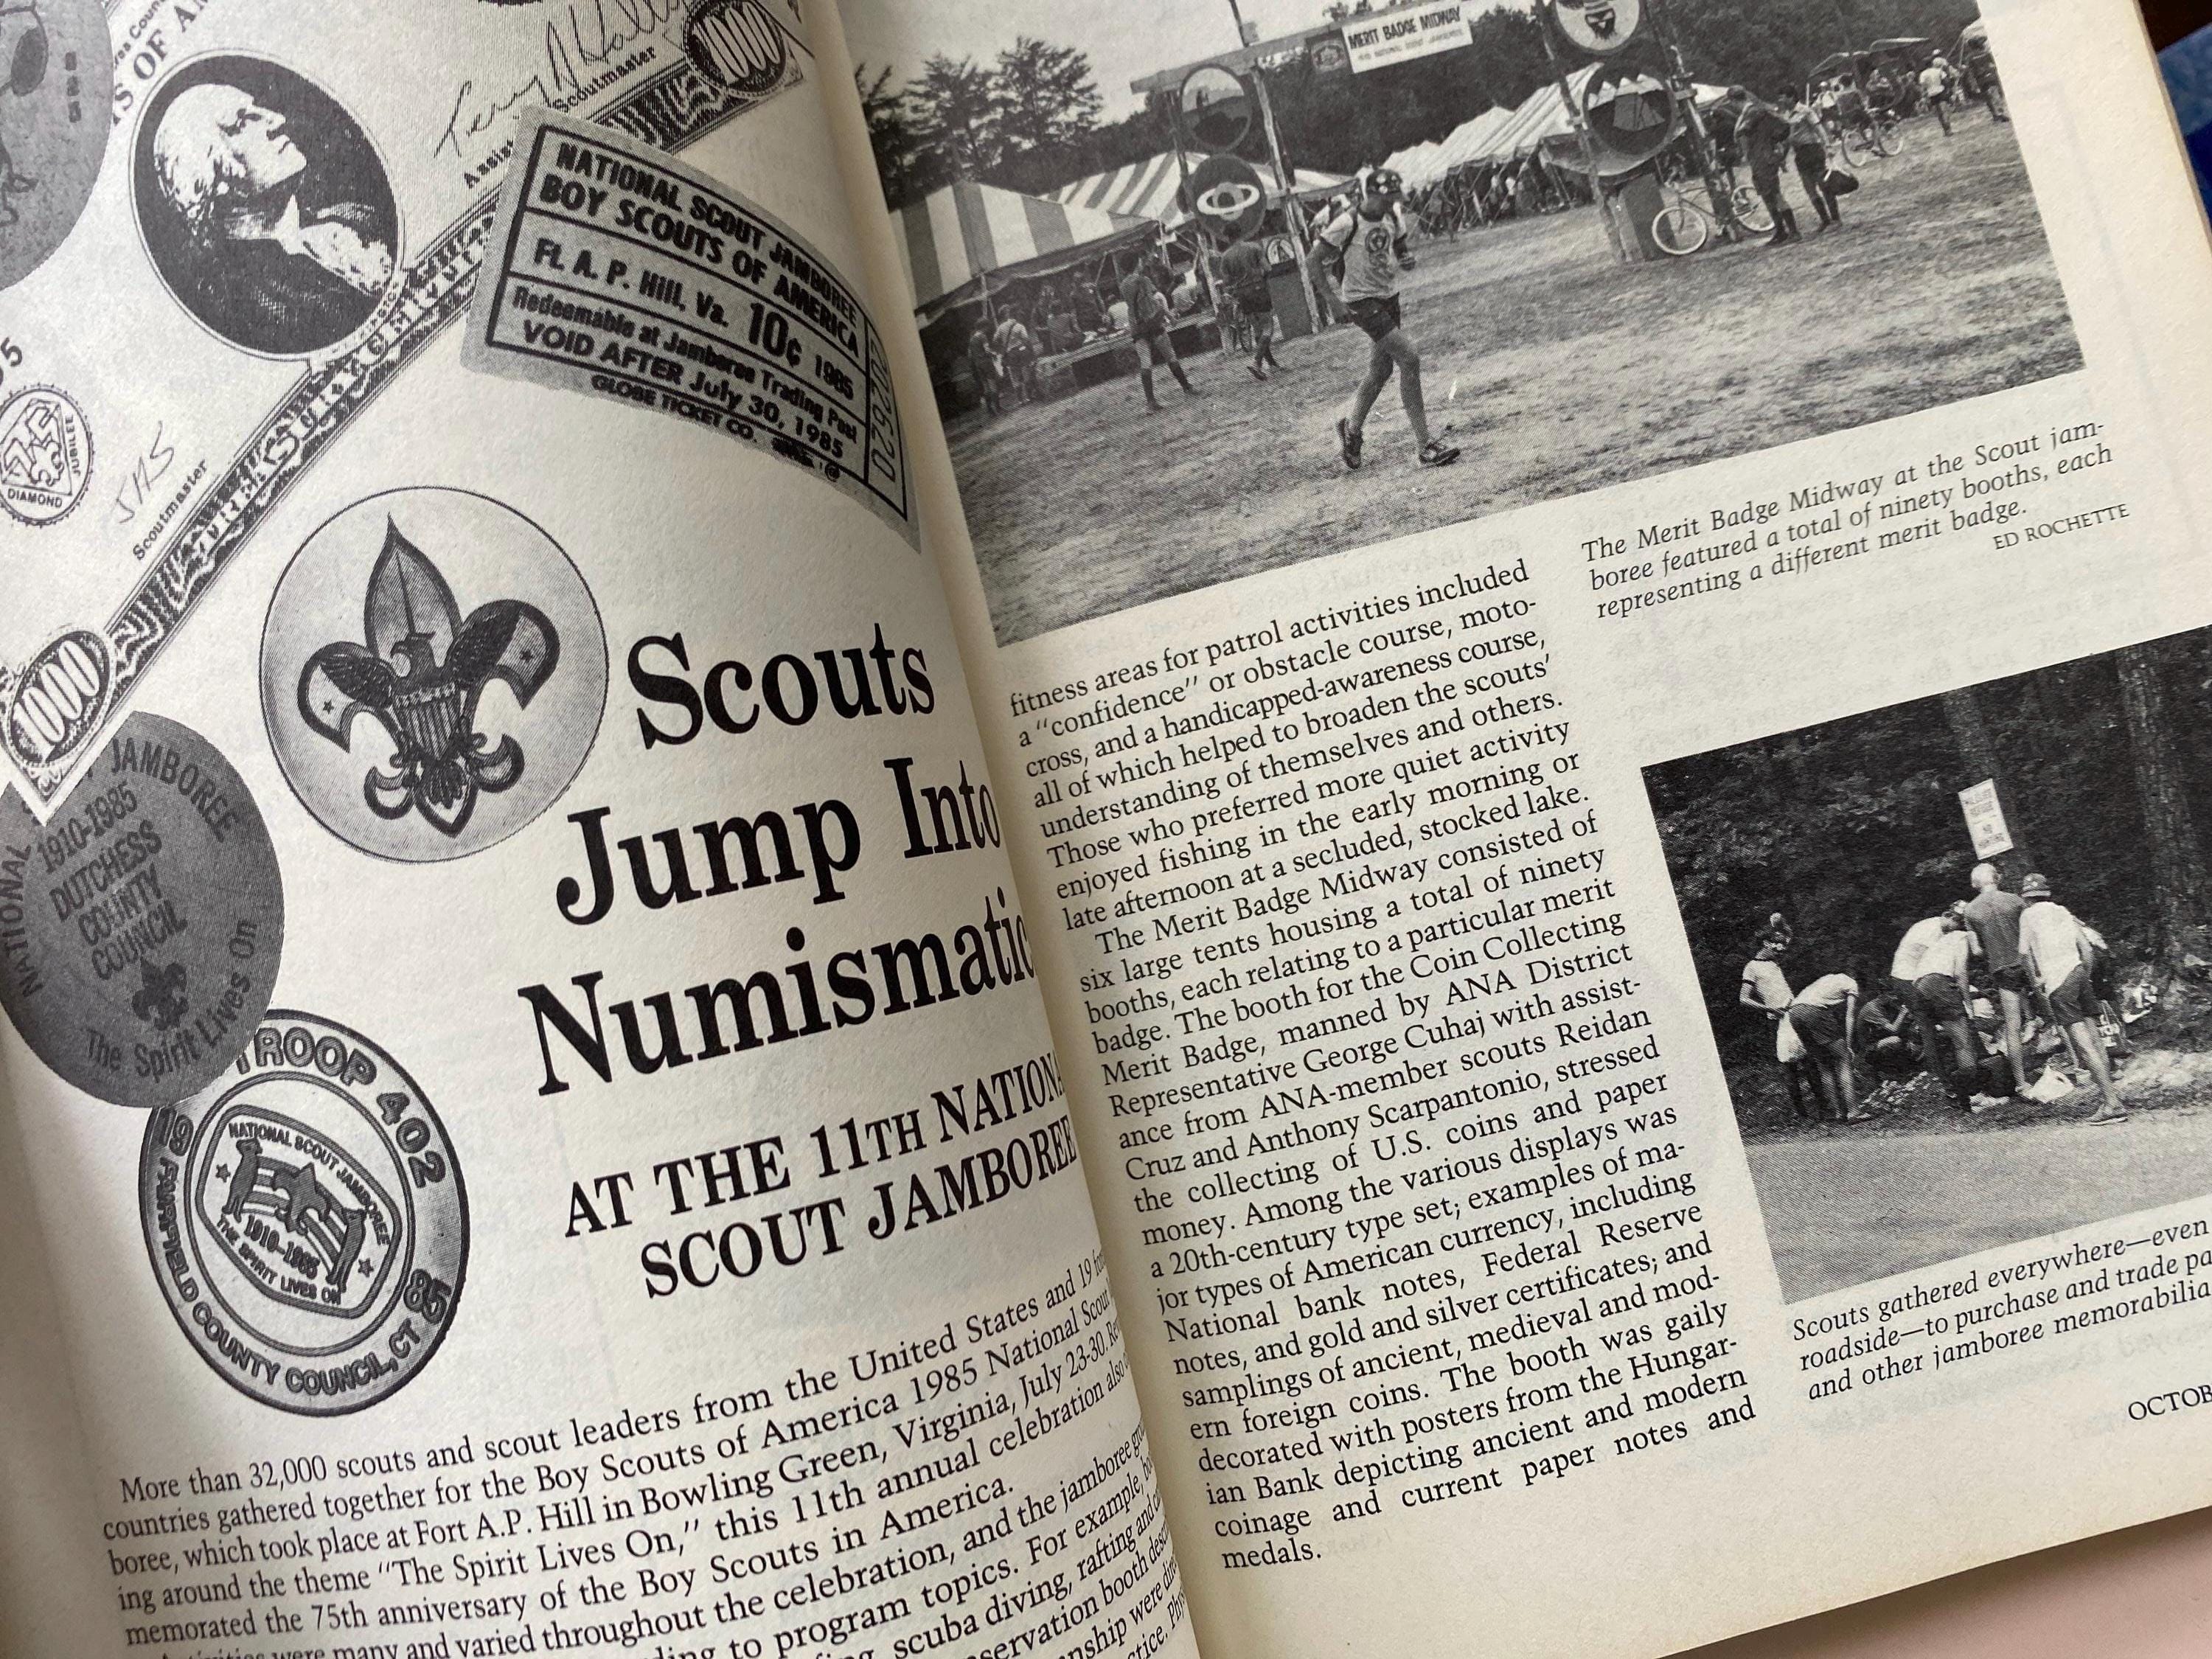 1000
Terry
Scoutmaster
Assist
JHS
Scoutmaster
DIAMOND
JUBILEE
1000
NATIONAL SCOUT JAMBOREE
BOY SCOUTS OF AMERICA
Ft. A. P. Hill, Va. 10¢ 1985
Redeemable at Jamboree Trading Post
VOID AFTER July 30, 1985
GLOBE TICKET CO.
NATIONAL JAMBOREE
1910-1985
DUTCHESS
COUNTY
COUNCIL
The Spirit Lives On
TROOP 402
19 FAIRFIELD COUNTY COUNCIL, CT 85
NATIONAL SCOUT JAMBOREE
1910-1985
THE SPIRIT LIVES ON
Scouts
Jump Into
Numismatic
AT THE 11TH NATIONA
SCOUT JAMBOREE
More than 32,000 scouts and scout leaders from the United States and 19
countries gathered together for the Boy Scouts of America 1985 National Scout
boree, which took place at Fort A.P. Hill in Bowling Green, Virginia, July 23-30.
ing around the theme "The Spirit Lives On," this 11th annual celebration also
memorated the 75th anniversary of the Boy Scouts in America.
were many and varied throughout the celebration, and the jamboree
ding to program topics. For example,
scuba diving, rafting and
servation booth
nship were
MERIT BADGE MIDWAY
The Merit Badge Midway at the Scout jam-
boree featured a total of ninety booths, each
representing a different merit badge.
ED ROCHETTE
fitness areas for patrol activities included
a "confidence" or obstacle course, moto-
cross, and a handicapped-awareness course,
all of which helped to broaden the scouts'
understanding of themselves and others.
Those who preferred more quiet activity
enjoyed fishing in the early morning or
late afternoon at a secluded, stocked lake.
The Merit Badge Midway consisted of
six large tents housing a total of ninety
booths, each relating to a particular merit
badge. The booth for the Coin Collecting
Merit Badge, manned by ANA District
Representative George Cuhaj with assist-
ance from ANA-member scouts Reidan
Cruz and Anthony Scarpantonio, stressed
the collecting of U.S. coins and paper
money. Among the various displays was
a 20th-century type set; examples of ma-
jor types of American currency, including
National bank notes, Federal Reserve
notes, and gold and silver certificates; and
samplings of ancient, medieval and mod-
ern foreign coins. The booth was gaily
decorated with posters from the Hungar-
ian Bank depicting ancient and modern
coinage and current paper notes and
medals.
Scouts gathered everywhere—even
roadside—to purchase and trade pa
and other jamboree memorabilia
OCTOB